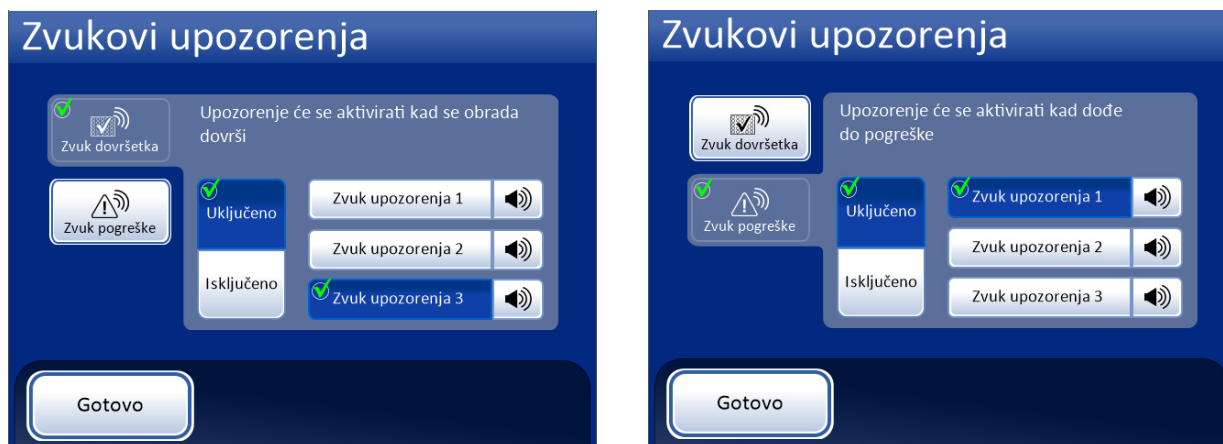 Zvukovi upozorenja
Zvuk dovršetka
Upozorenje će se aktivirati kad se obrada
dovrši
Zvuk pogreške
Uključeno
Isključeno
Zvuk upozorenja 1
Zvuk upozorenja 2
Zvuk upozorenja 3
Gotovo
Zvukovi upozorenja
Zvuk dovršetka
Upozorenje će se aktivirati kad dođe
do pogreške
Zvuk pogreške
Uključeno
Isključeno
Zvuk upozorenja 1
Zvuk upozorenja 2
Zvuk upozorenja 3
Gotovo